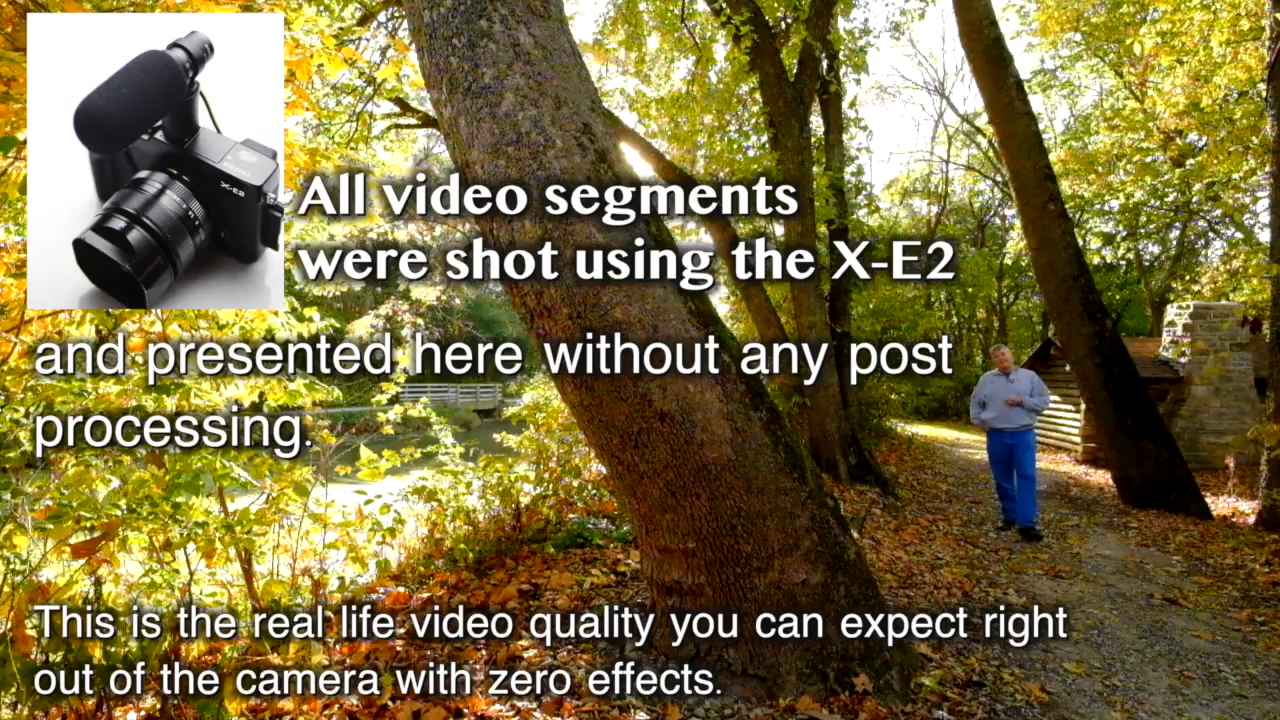 X-E2
All video segments
were shot using the X-E2
and presented here without any post
processing.
This is the real life video quality you can expect right
out of the camera with zero effects.